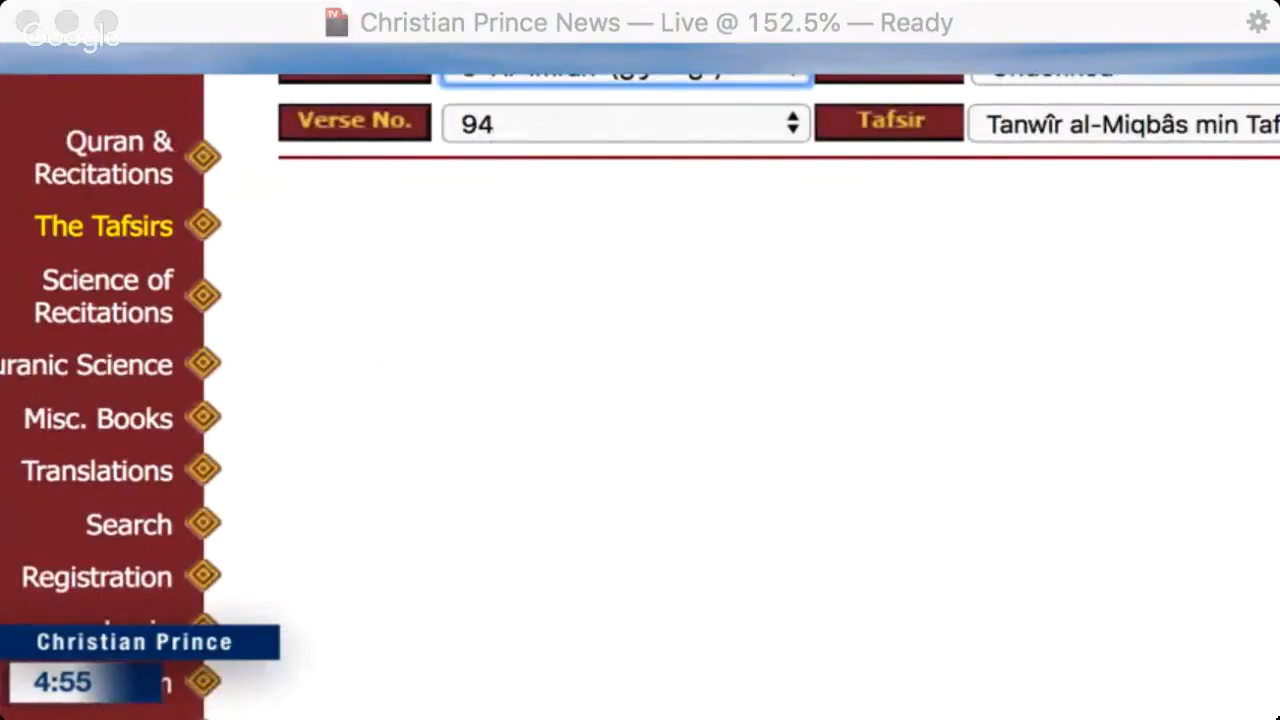 Christian Prince News — Live @ 152.5% — Ready
Google
Verse No.
94
Tafsir
Tanwîr al-Miqbâs min Taf
Quran &
Recitations
The Tafsirs
Science of
Recitations
uranic Science
Misc. Books
Translations
Search
Registration
Christian Prince
4:55
n